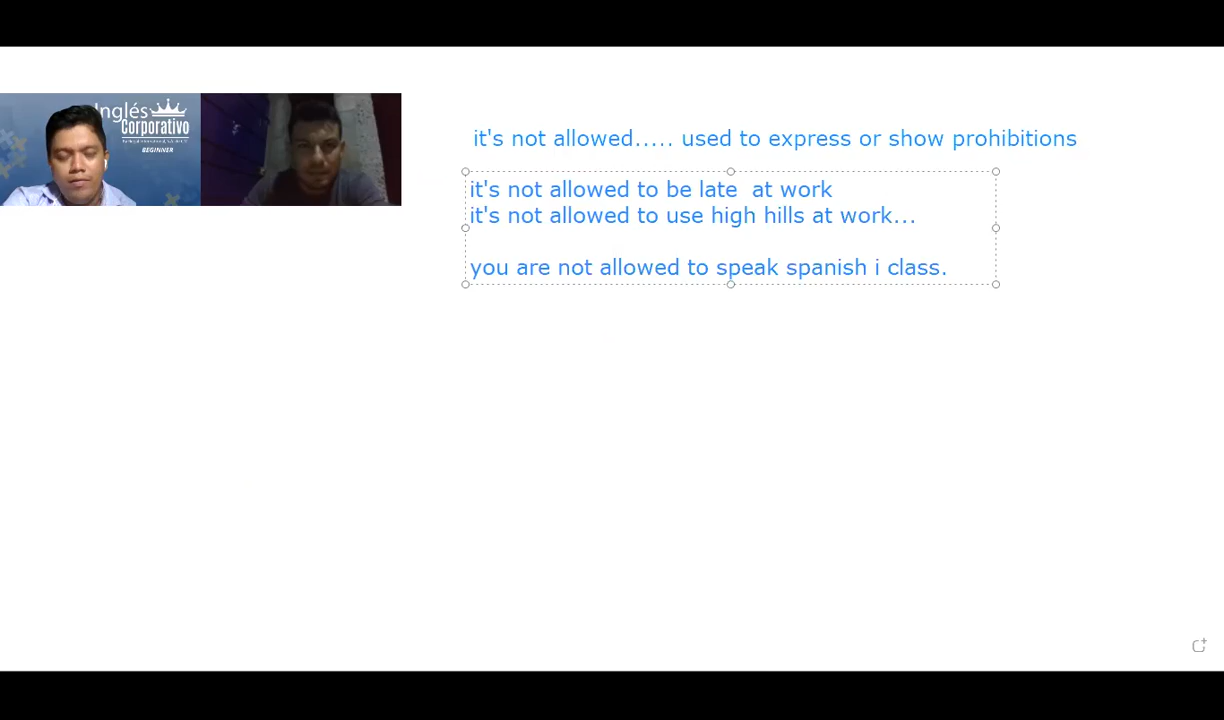 Inglés
Corporativo
BEGINNER
it's not allowed..... used to express or show prohibitions
it's not allowed to be late  at work
it's not allowed to use high hills at work...
you are not allowed to speak spanish i class.